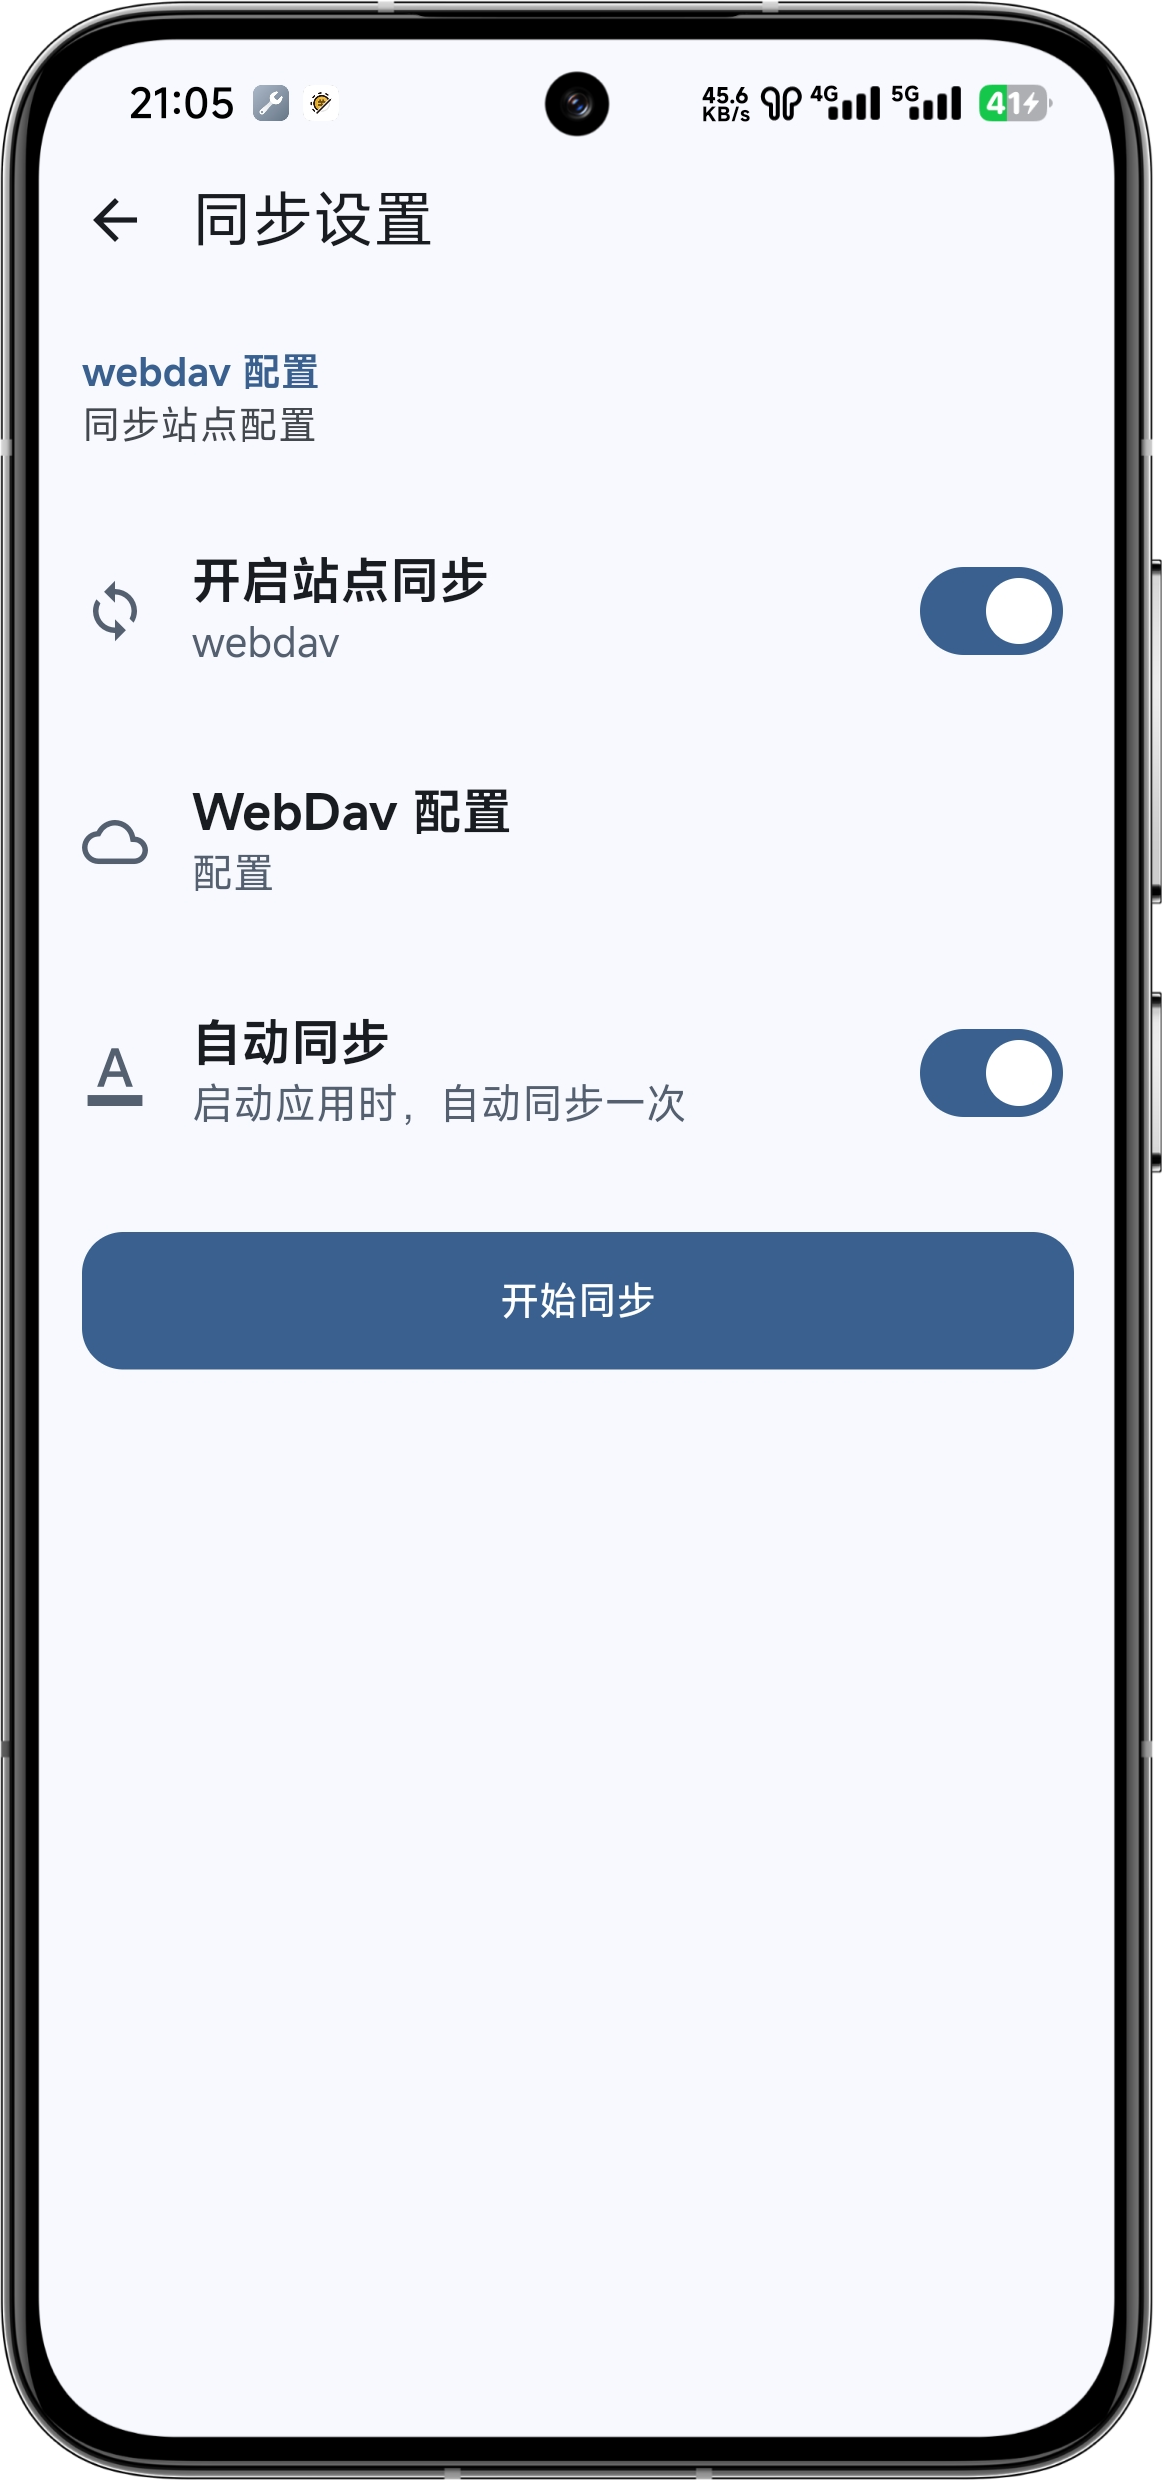 21:05 45.6 KB/s 4G 5G 41
同步设置
webdav 配置
同步站点配置
开启站点同步
webdav
WebDav 配置
配置
A 自动同步
启动应用时，自动同步一次
开始同步